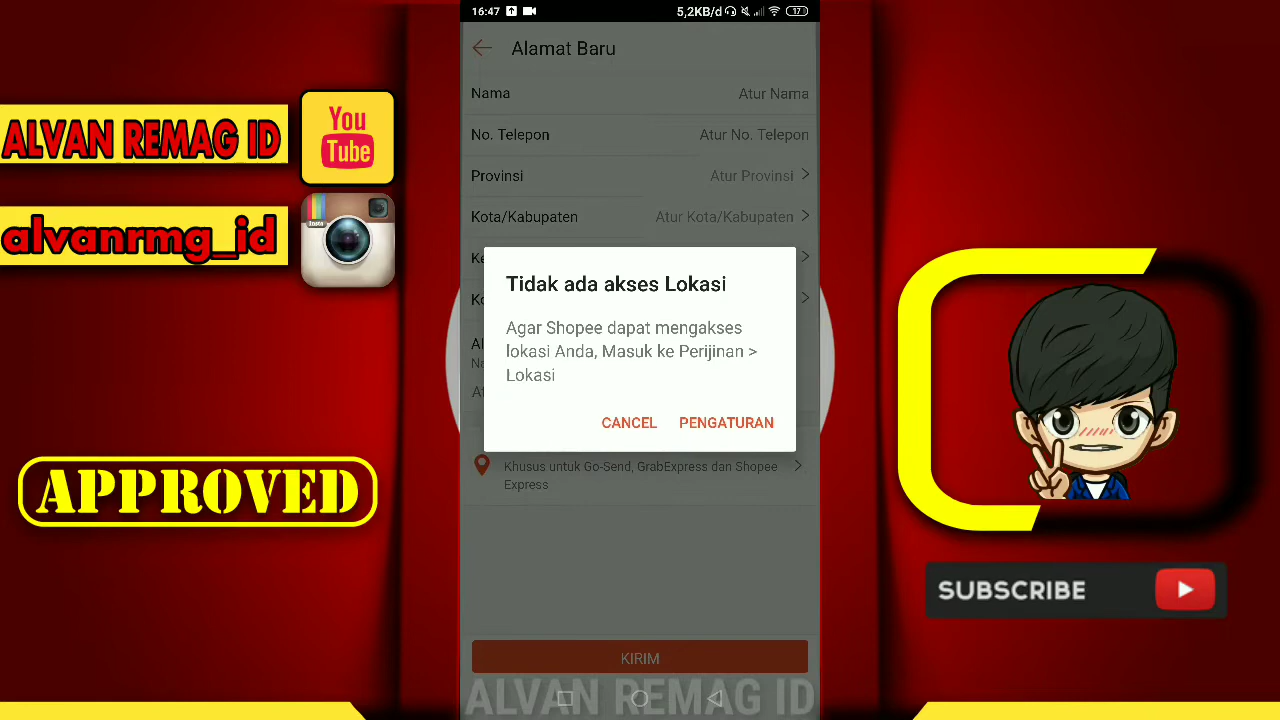 ALVAN REMAG ID
You
Tube
alvanrmg_id
Insta
APPROVED
16:47
5,2KB/d
17
Alamat Baru
Nama
Atur Nama
No. Telepon
Atur No. Telepon
Provinsi
Atur Provinsi
Kota/Kabupaten
Atur Kota/Kabupaten
Tidak ada akses Lokasi
Agar Shopee dapat mengakses
lokasi Anda, Masuk ke Perijinan >
Lokasi
CANCEL
PENGATURAN
Khusus untuk Go-Send, GrabExpress dan Shopee
Express
KIRIM
ALVAN REMAG ID
SUBSCRIBE